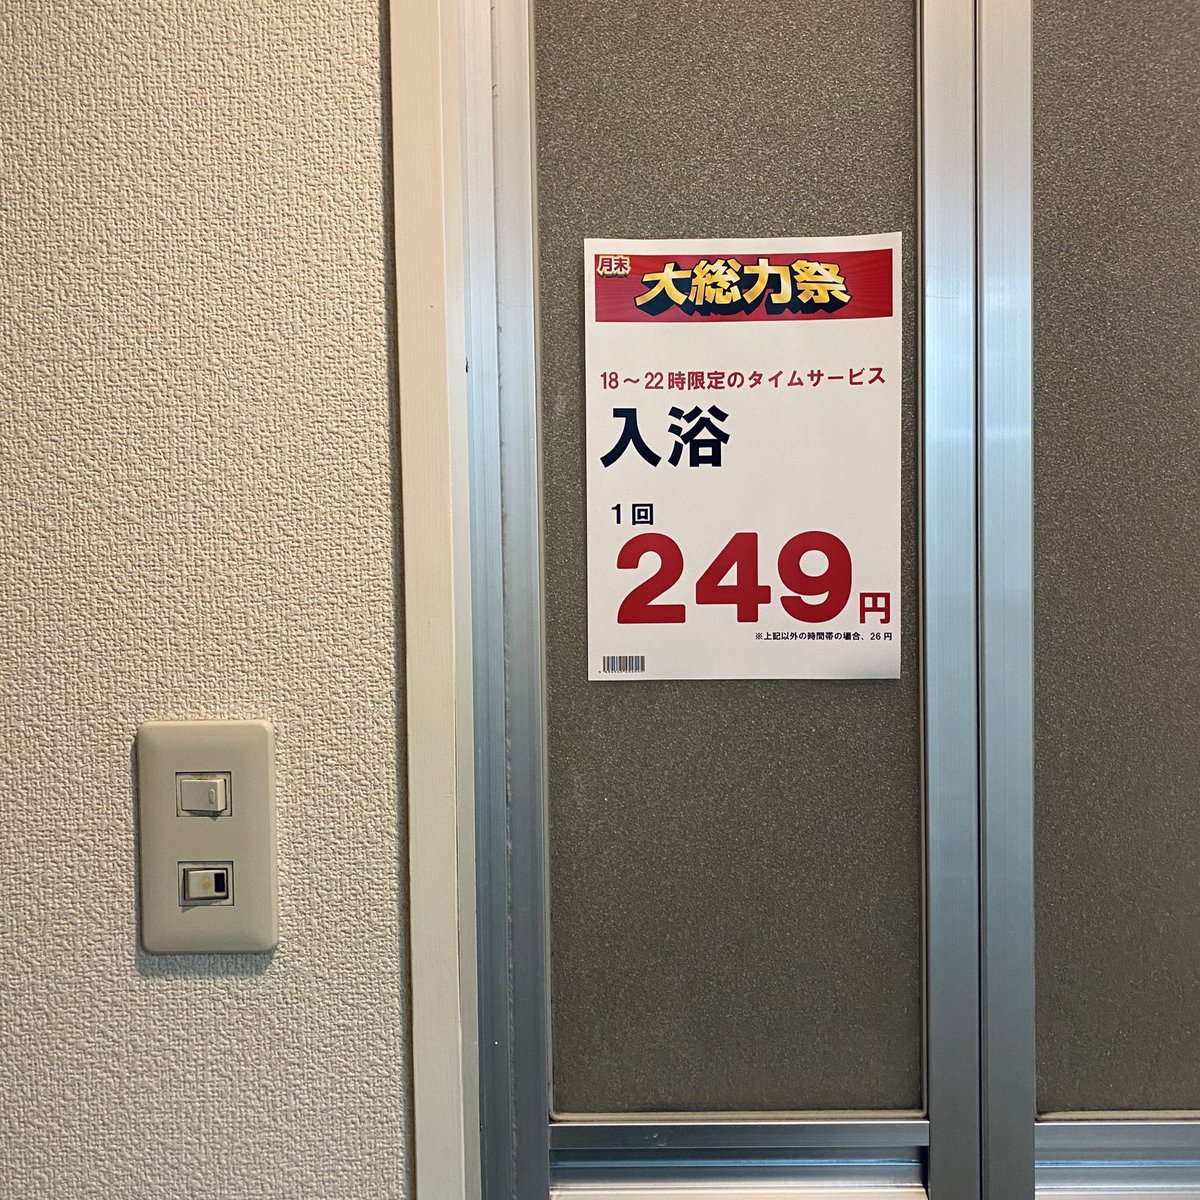 月末
大総力祭
18～22時限定のタイムサービス
入浴
1回
249円
※上記以外の時間帯の場合、26円